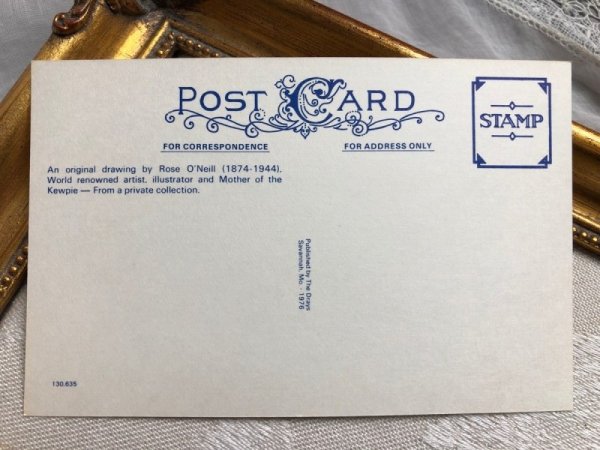 POST CARD
FOR CORRESPONDENCE
FOR ADDRESS ONLY
STAMP
An original drawing by Rose O'Neill (1874-1944).
World renowned artist, illustrator and Mother of the
Kewpie — From a private collection.
Published by The Drays
Savannah, Mo. - 1976
130,635